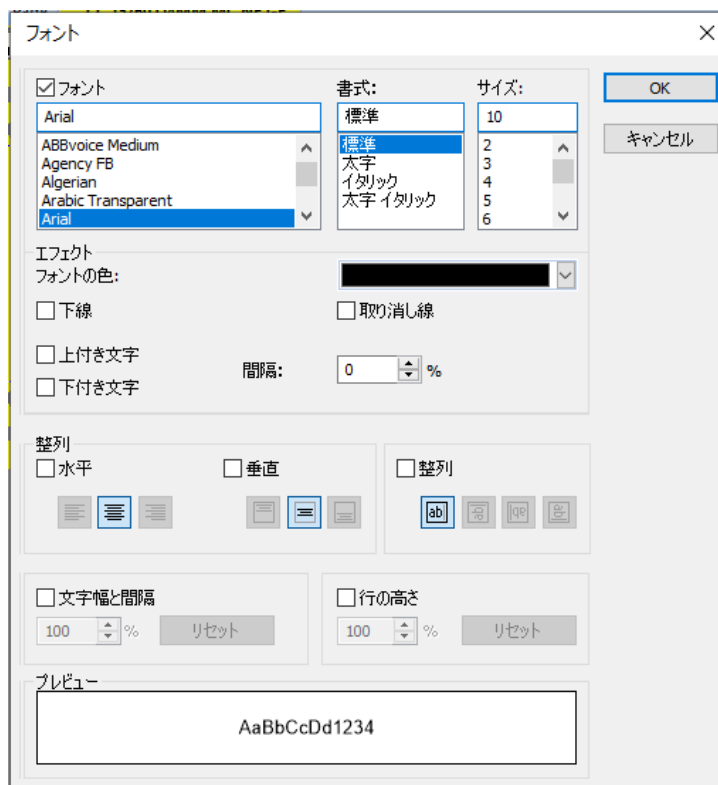 フォント
フォント
書式:
サイズ:
OK
Arial
標準
10
キャンセル
ABBvoice Medium
Agency FB
Algerian
Arabic Transparent
Arial
標準
太字
イタリック
太字 イタリック
2
3
4
5
6
エフェクト
フォントの色:
下線
取り消し線
上付き文字
下付き文字
間隔:
0
%
整列
水平
垂直
整列
ab
ab
ab
ab
文字幅と間隔
行の高さ
100
%
リセット
100
%
リセット
プレビュー
AaBbCcDd1234